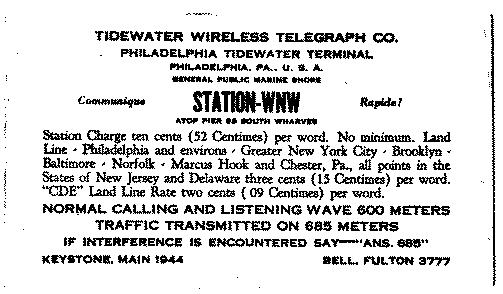 TIDEWATER WIRELESS TELEGRAPH CO.
PHILADELPHIA TIDEWATER TERMINAL
PHILADELPHIA, PA., U. S. A.
GENERAL PUBLIC MARINE SHORE
Communique STATION-WNW Rapide!
ATOP PIER 98 SOUTH WHARVES
Station Charge ten cents (52 Centimes) per word. No minimum. Land
Line - Philadelphia and environs - Greater New York City - Brooklyn -
Baltimore - Norfolk - Marcus Hook and Chester, Pa., all points in the
States of New Jersey and Delaware three cents (15 Centimes) per word.
"CDE" Land Line Rate two cents ( 09 Centimes) per word.
NORMAL CALLING AND LISTENING WAVE 600 METERS
TRAFFIC TRANSMITTED ON 685 METERS
IF INTERFERENCE IS ENCOUNTERED SAY—"ANS. 685"
KEYSTONE, MAIN 1944 BELL, FULTON 3777